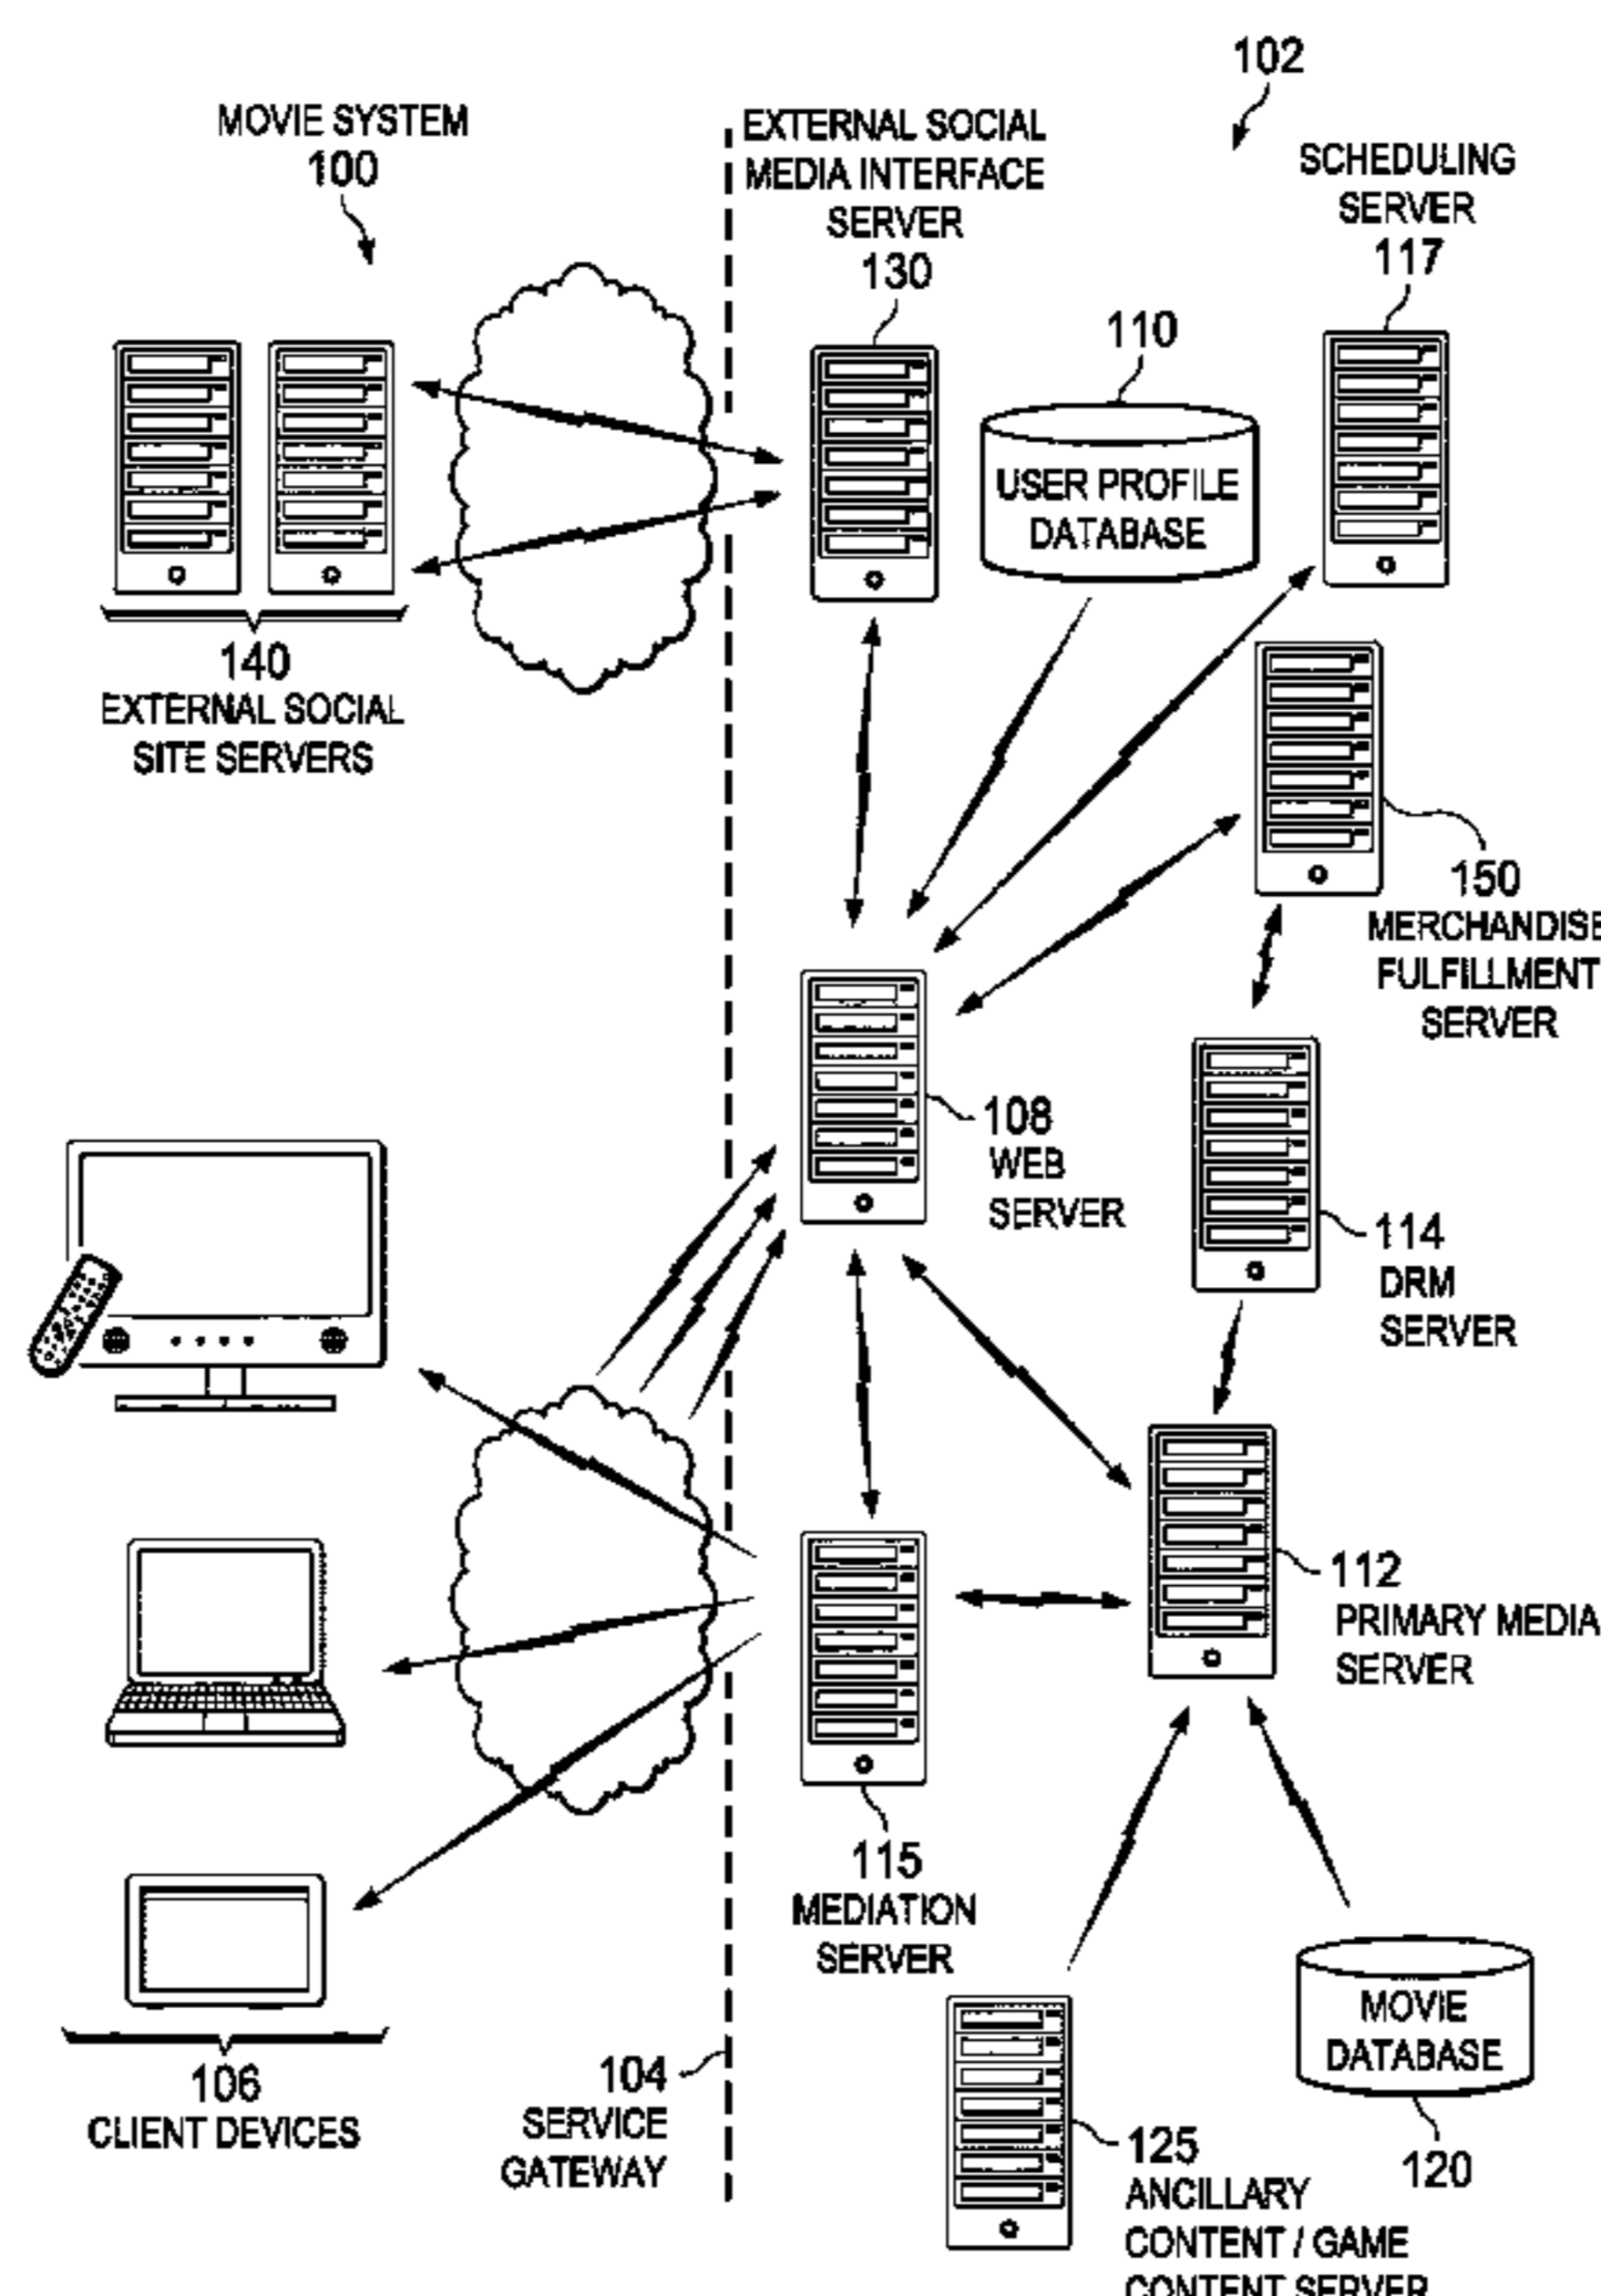 102
MOVIE SYSTEM
100
EXTERNAL SOCIAL
MEDIA INTERFACE
SERVER
130
SCHEDULING
SERVER
117
110
USER PROFILE
DATABASE
140
EXTERNAL SOCIAL
SITE SERVERS
150
MERCHANDISE
FULFILLMENT
SERVER
108
WEB
SERVER
114
DRM
SERVER
112
PRIMARY MEDIA
SERVER
115
MEDIATION
SERVER
MOVIE
DATABASE
120
106
CLIENT DEVICES
104
SERVICE
GATEWAY
125
ANCILLARY
CONTENT / GAME
CONTENT SERVER